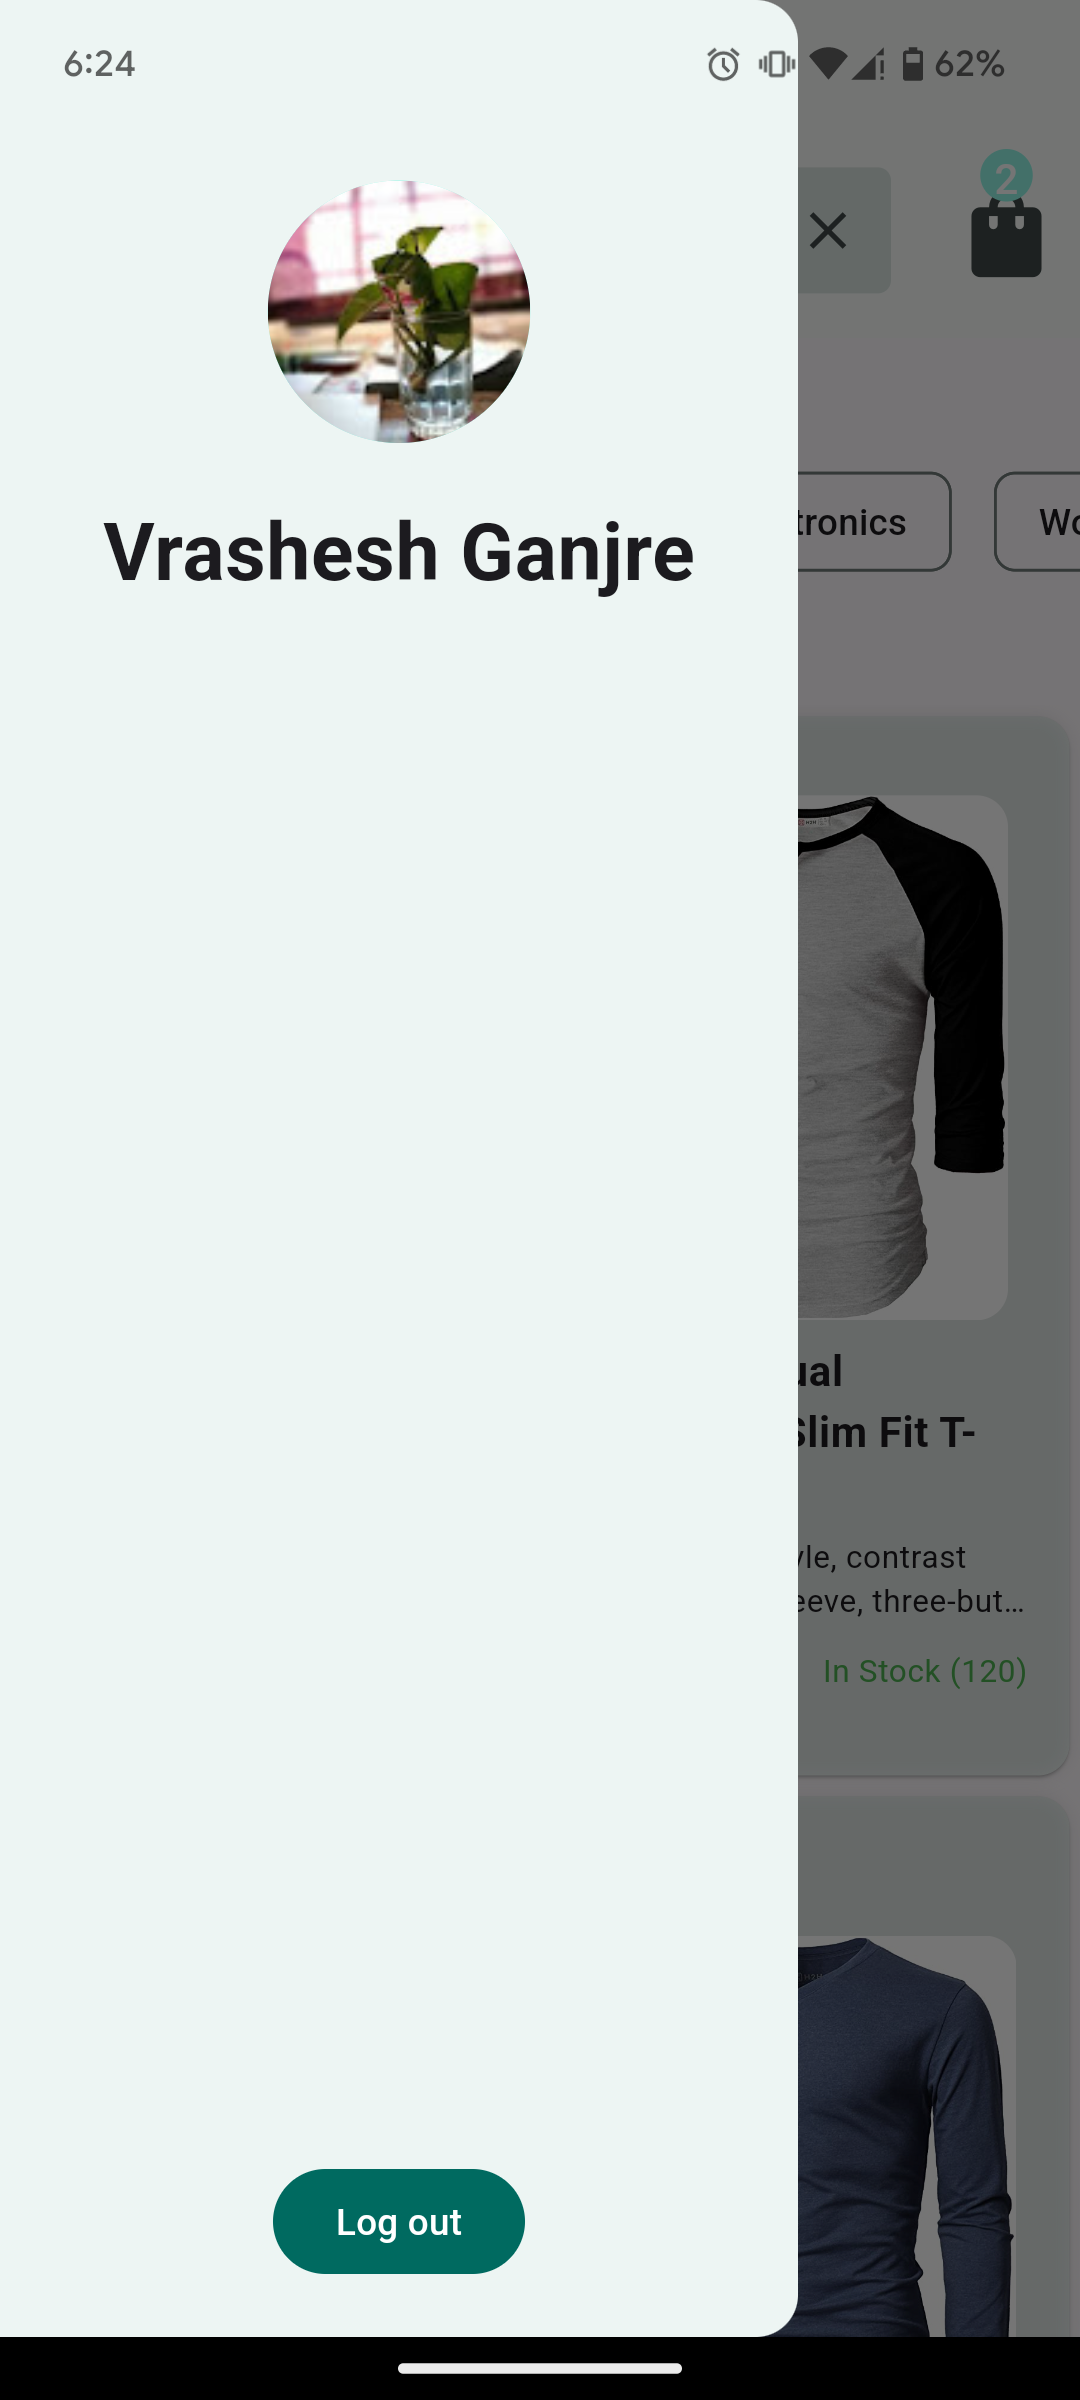 6:24
62%
2
Vrashesh Ganjre
tronics
Wo
ual
Slim Fit T-
yle, contrast
eeve, three-but…
In Stock (120)
Log out